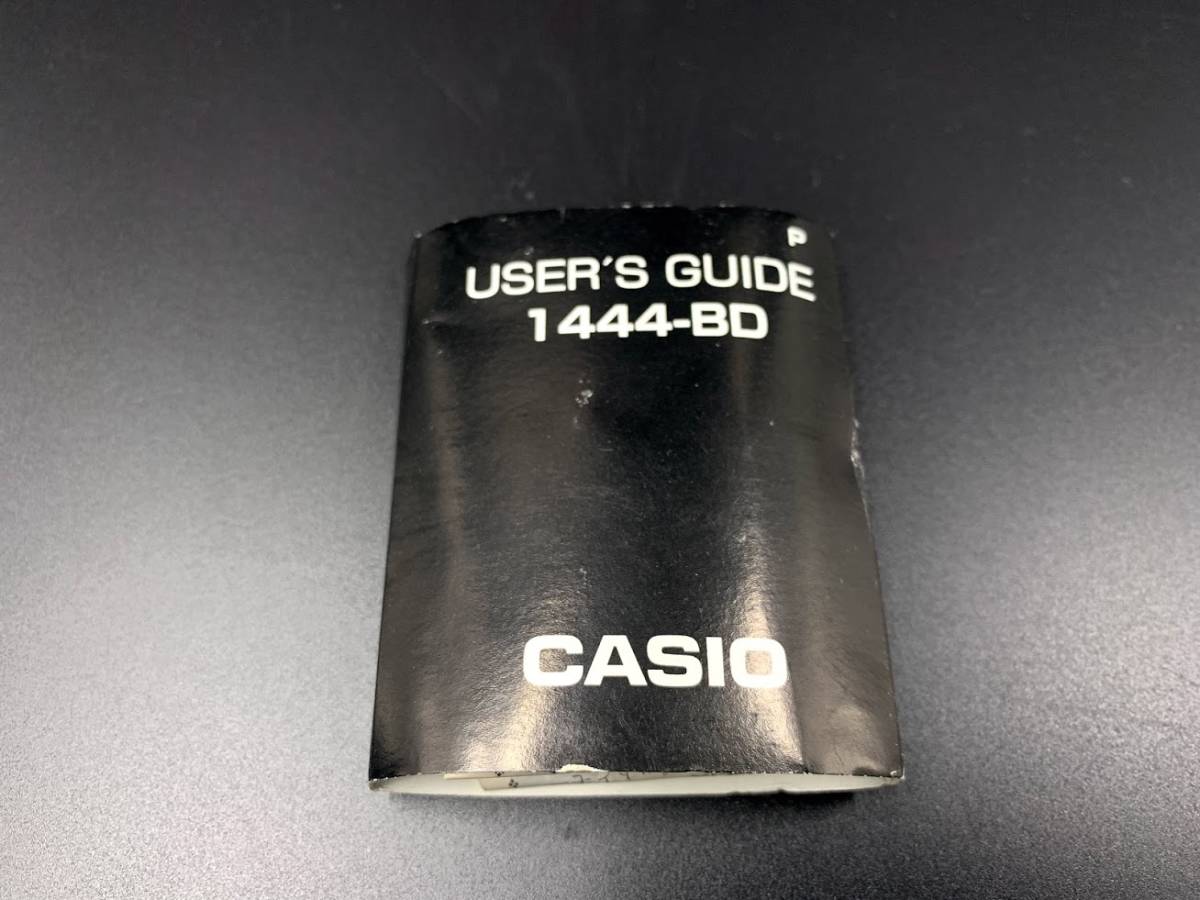 P
USER'S GUIDE
1444-BD
CASIO